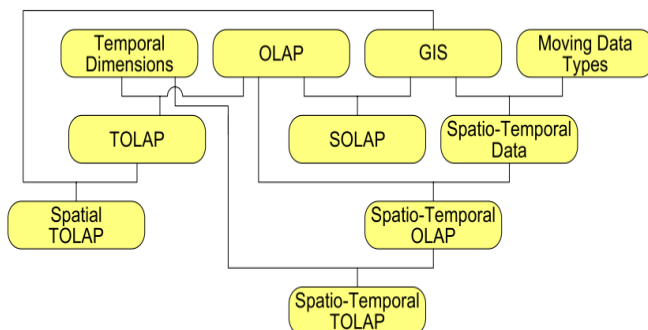 Temporal
Dimensions
OLAP
GIS
Moving Data
Types
TOLAP
SOLAP
Spatio-Temporal
Data
Spatial
TOLAP
Spatio-Temporal
OLAP
Spatio-Temporal
TOLAP